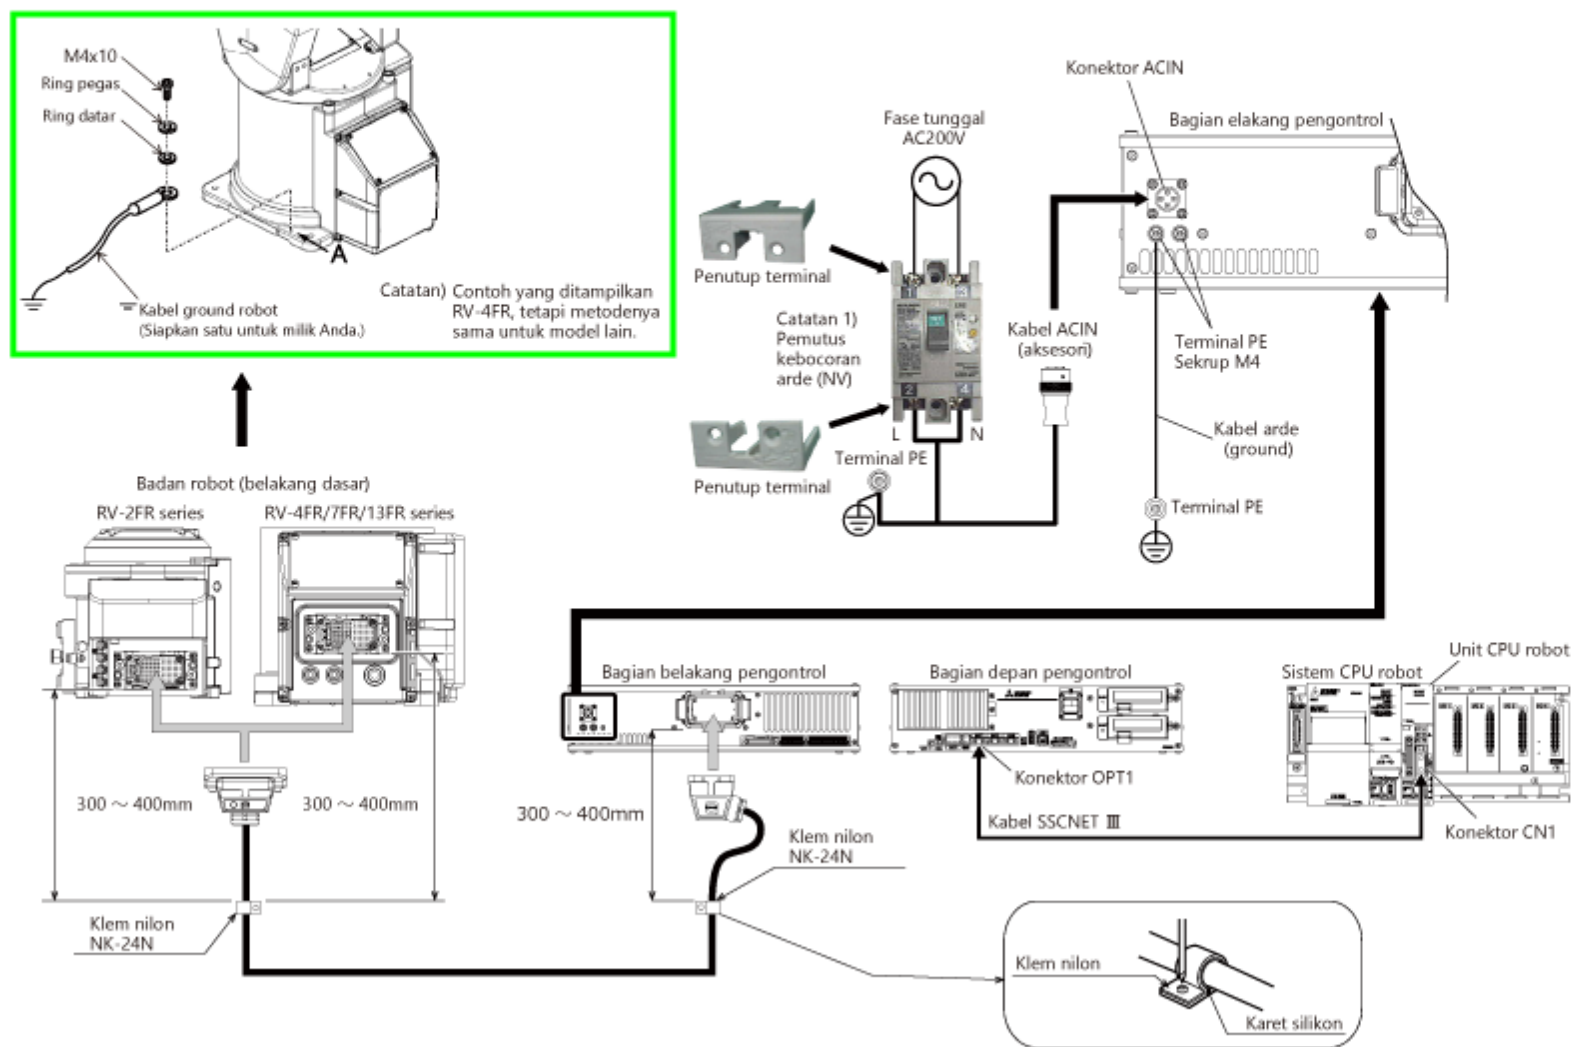 M4x10
Ring pegas
Ring datar
A
Kabel ground robot
(Siapkan satu untuk milik Anda.)
Catatan) Contoh yang ditampilkan
RV-4FR, tetapi metodenya
sama untuk model lain.
Konektor ACIN
Fase tunggal
AC200V
Bagian elakang pengontrol
Penutup terminal
Catatan 1)
Pemutus
kebocoran
arde (NV)
1
3
2
4
L
N
Kabel ACIN
(aksesori)
Terminal PE
Sekrup M4
Kabel arde
(ground)
Terminal PE
Penutup terminal
Terminal PE
Badan robot (belakang dasar)
RV-2FR series
RV-4FR/7FR/13FR series
Bagian belakang pengontrol
Bagian depan pengontrol
Sistem CPU robot
Unit CPU robot
Konektor OPT1
300 ～ 400mm
300 ～ 400mm
300 ～ 400mm
Kabel SSCNET Ⅲ
Konektor CN1
Klem nilon
NK-24N
Klem nilon
NK-24N
Klem nilon
Karet silikon